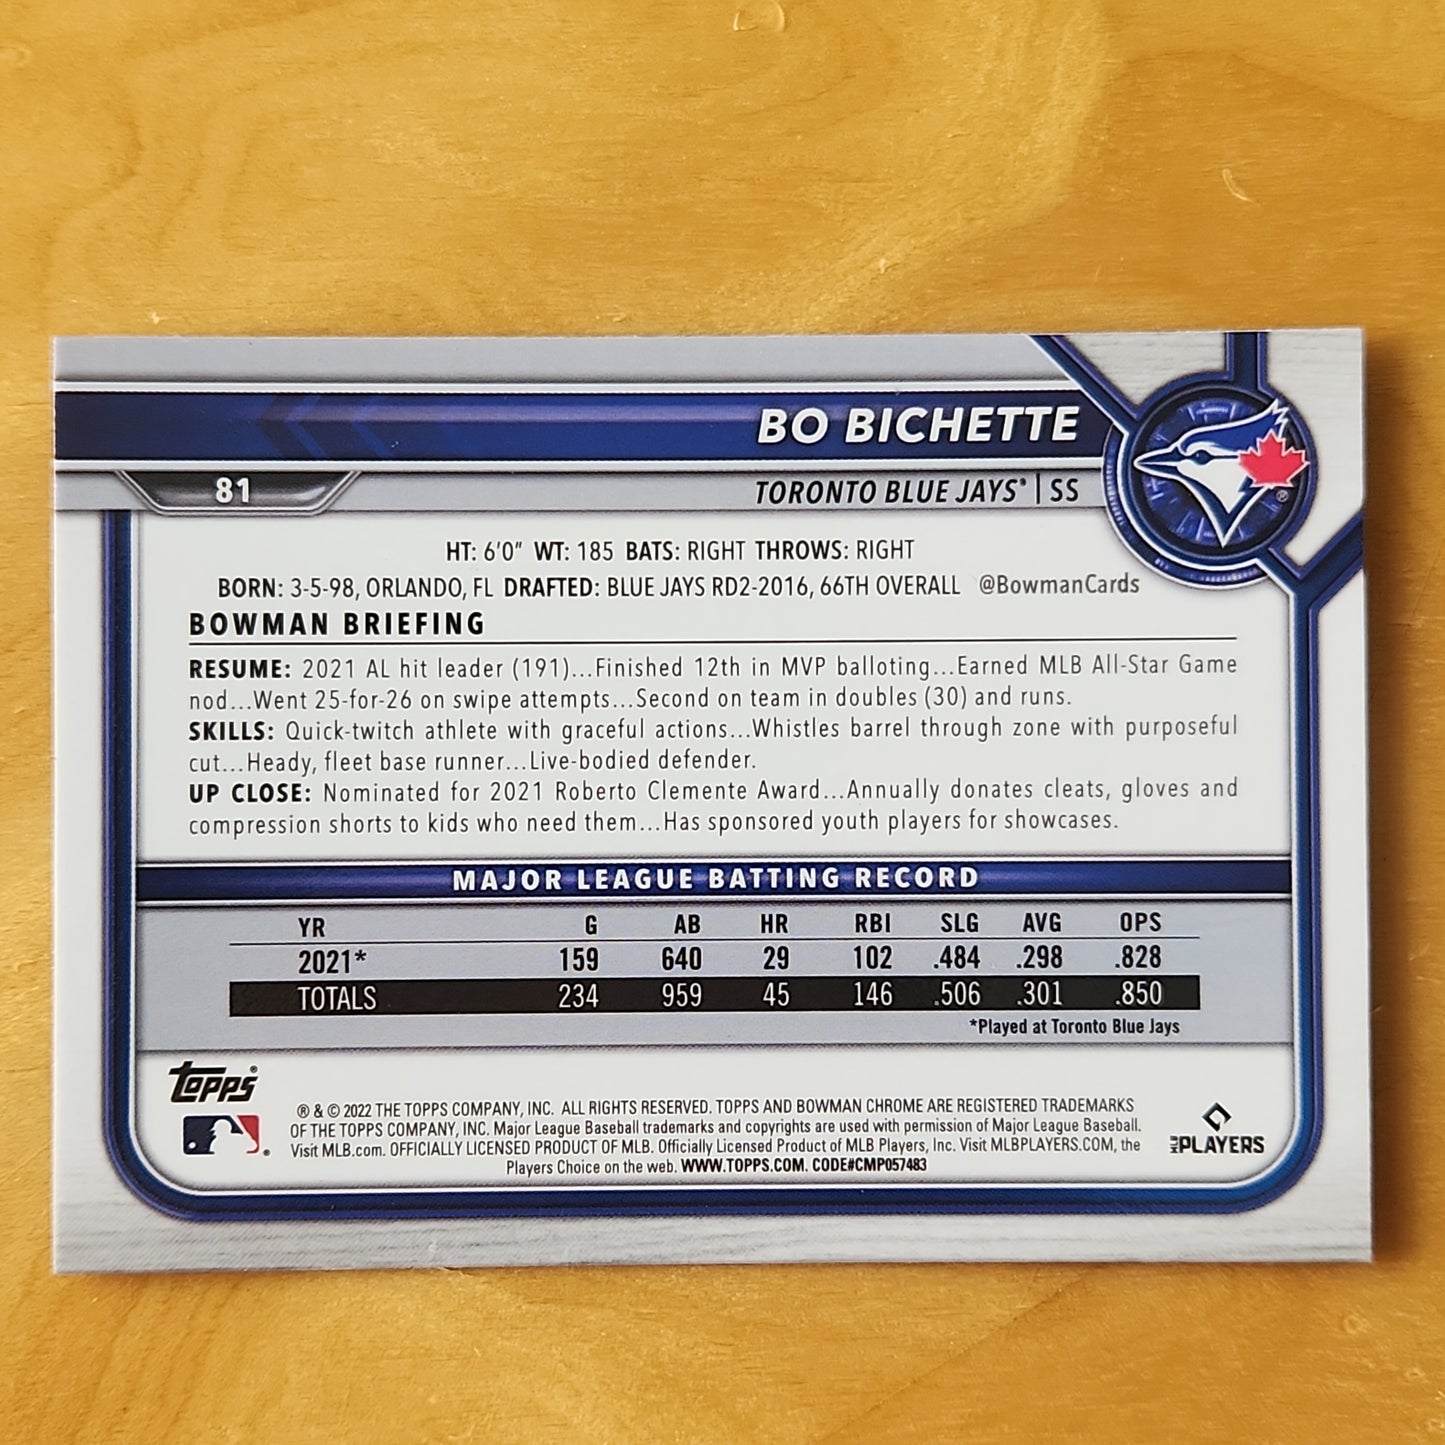 BO BICHETTE
81
TORONTO BLUE JAYS® | SS
HT: 6'0" WT: 185 BATS: RIGHT THROWS: RIGHT
BORN: 3-5-98, ORLANDO, FL DRAFTED: BLUE JAYS RD2-2016, 66TH OVERALL @BowmanCards
BOWMAN BRIEFING
RESUME: 2021 AL hit leader (191)...Finished 12th in MVP balloting...Earned MLB All-Star Game
nod...Went 25-for-26 on swipe attempts...Second on team in doubles (30) and runs.
SKILLS: Quick-twitch athlete with graceful actions...Whistles barrel through zone with purposeful
cut...Heady, fleet base runner...Live-bodied defender.
UP CLOSE: Nominated for 2021 Roberto Clemente Award...Annually donates cleats, gloves and
compression shorts to kids who need them...Has sponsored youth players for showcases.
MAJOR LEAGUE BATTING RECORD
YR G AB HR RBI SLG AVG OPS
2021* 159 640 29 102 .484 .298 .828
TOTALS 234 959 45 146 .506 .301 .850
*Played at Toronto Blue Jays
Topps®
® & © 2022 THE TOPPS COMPANY, INC. ALL RIGHTS RESERVED. TOPPS AND BOWMAN CHROME ARE REGISTERED TRADEMARKS
OF THE TOPPS COMPANY, INC. Major League Baseball trademarks and copyrights are used with permission of Major League Baseball.
Visit MLB.com. OFFICIALLY LICENSED PRODUCT OF MLB. Officially Licensed Product of MLB Players, Inc. Visit MLBPLAYERS.COM, the
Players Choice on the web. WWW.TOPPS.COM. CODE#CMP057483
MLB PLAYERS